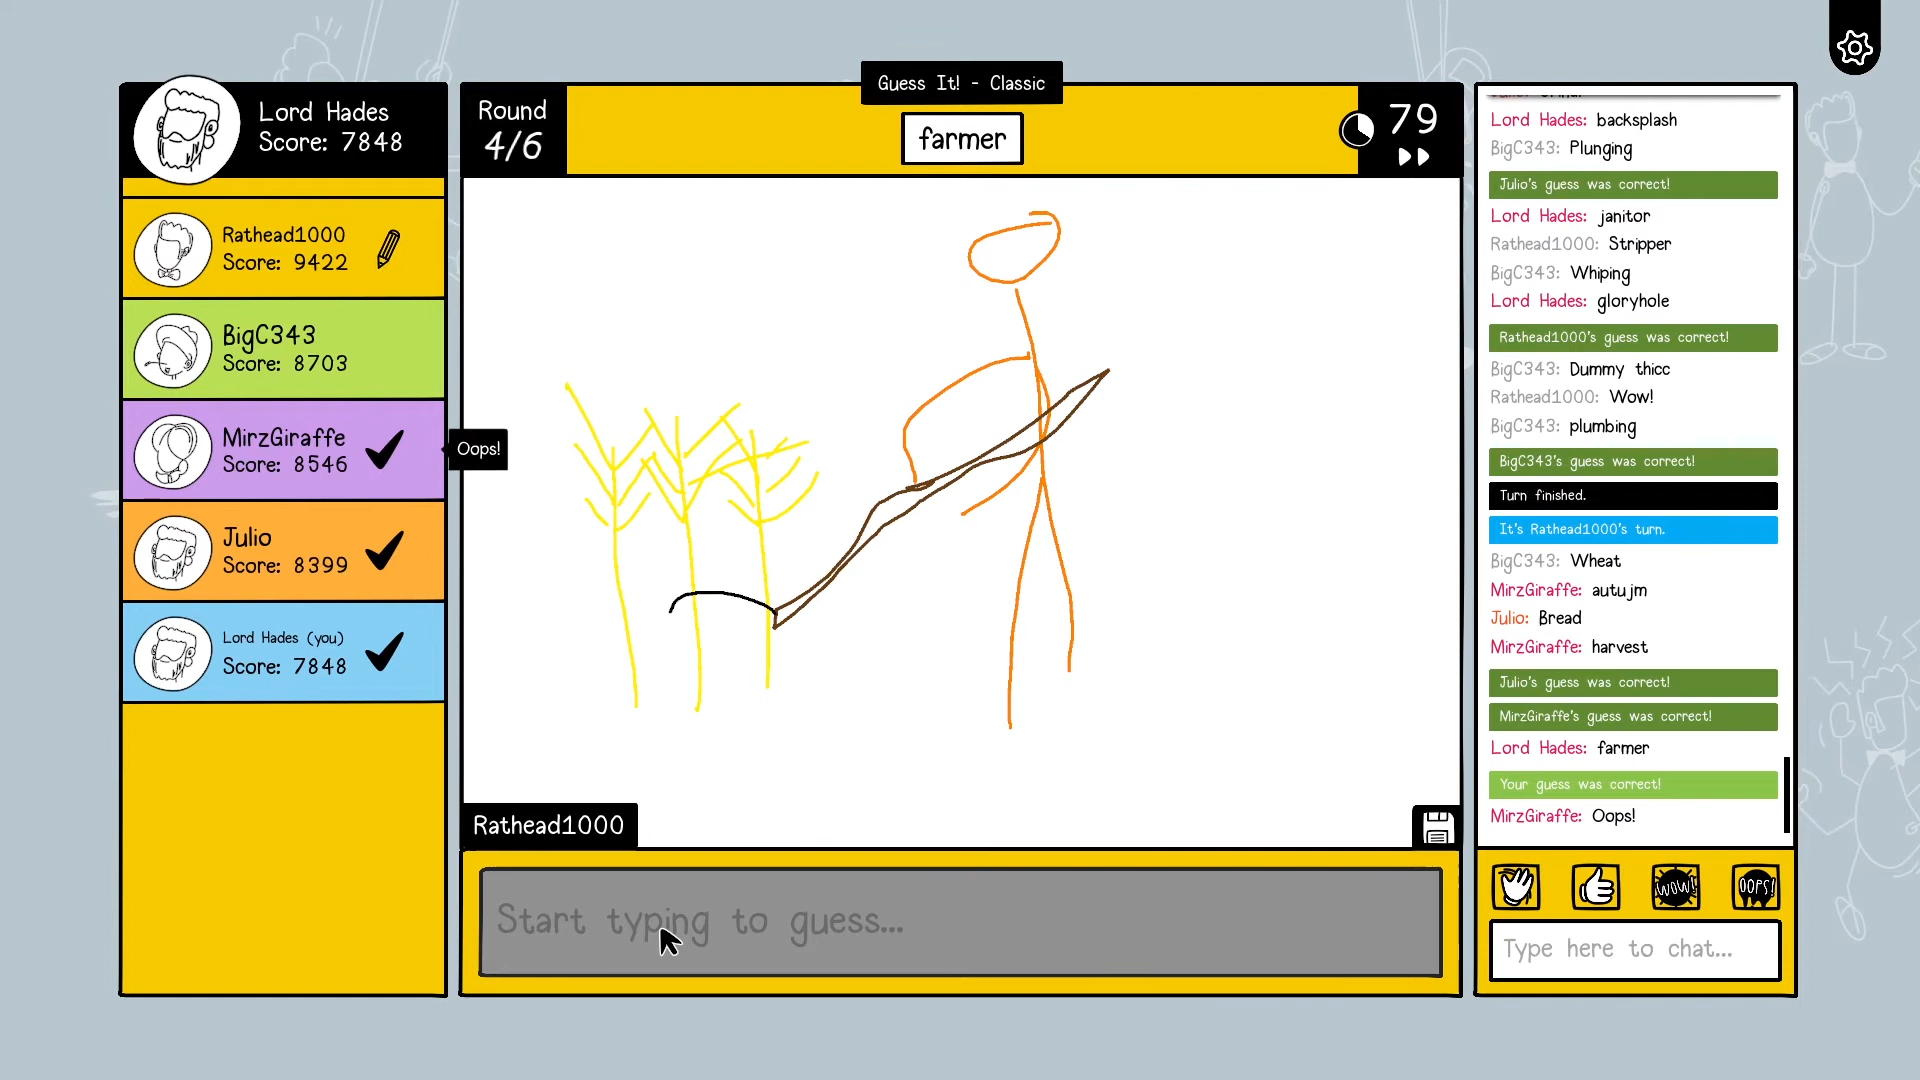 Guess It! - Classic
Lord Hades
Score: 7848
Round
4/6
farmer
79
Rathead1000
Score: 9422
BigC343
Score: 8703
MirzGiraffe
Score: 8546
Oops!
Julio
Score: 8399
Lord Hades (you)
Score: 7848
Rathead1000
Start typing to guess...
Lord Hades: backsplash
BigC343: Plunging
Julio's guess was correct!
Lord Hades: janitor
Rathead1000: Stripper
BigC343: Whiping
Lord Hades: gloryhole
Rathead1000's guess was correct!
BigC343: Dummy thicc
Rathead1000: Wow!
BigC343: plumbing
BigC343's guess was correct!
Turn finished.
It's Rathead1000's turn.
BigC343: Wheat
MirzGiraffe: autujm
Julio: Bread
MirzGiraffe: harvest
Julio's guess was correct!
MirzGiraffe's guess was correct!
Lord Hades: farmer
Your guess was correct!
MirzGiraffe: Oops!
WOW!
OOPS!
Type here to chat...